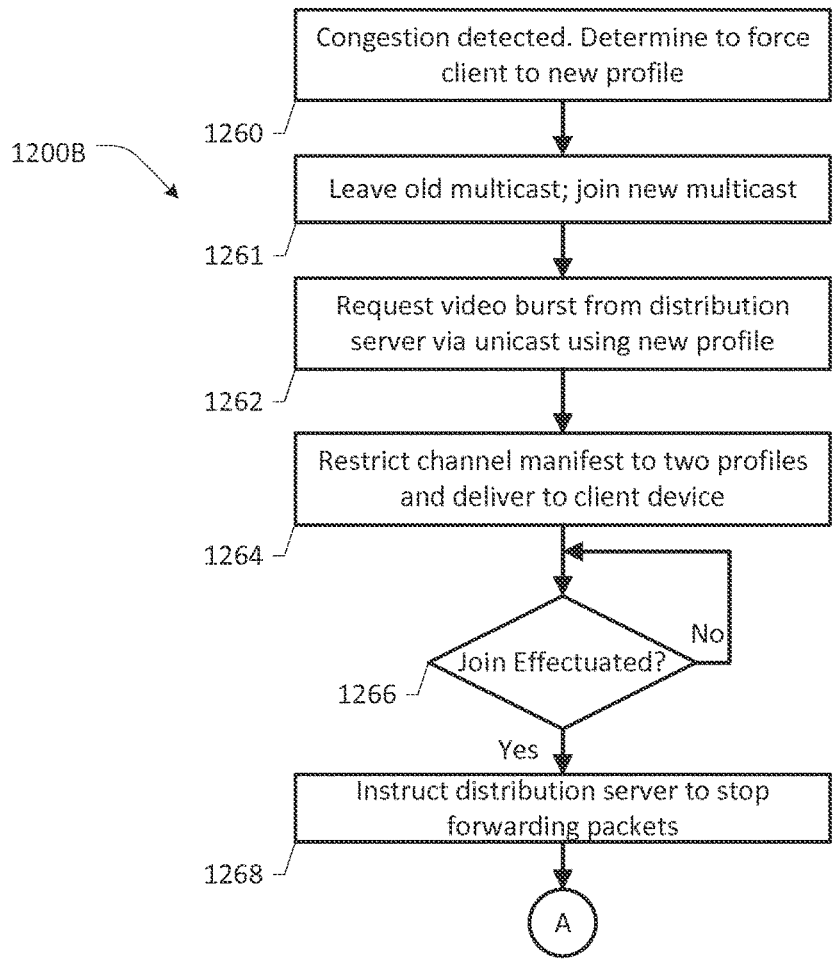 Congestion detected. Determine to force
client to new profile
1260
1200B
Leave old multicast; join new multicast
1261
Request video burst from distribution
server via unicast using new profile
1262
Restrict channel manifest to two profiles
and deliver to client device
1264
No
Join Effectuated?
1266
Yes
Instruct distribution server to stop
forwarding packets
1268
A